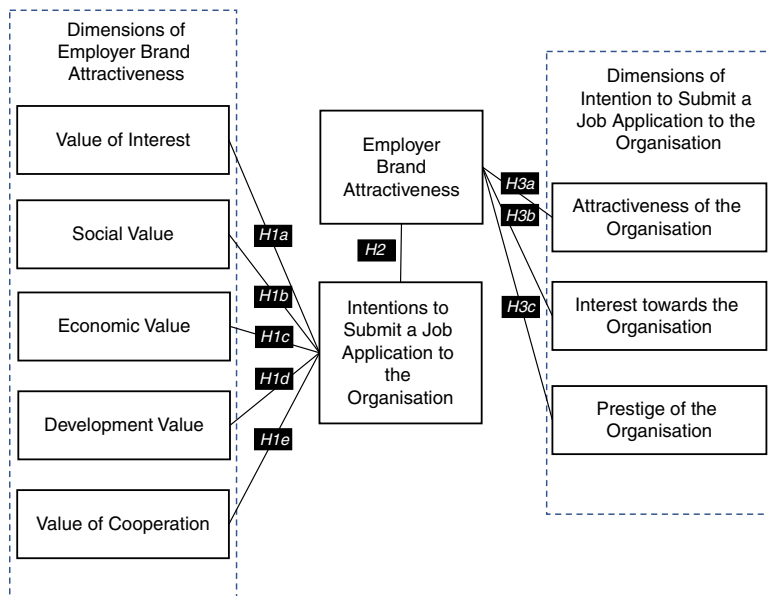 Dimensions of
Employer Brand
Attractiveness
Value of Interest
Social Value
Economic Value
Development Value
Value of Cooperation
H1a
H1b
H1c
H1d
H1e
Employer
Brand
Attractiveness
H2
Intentions to
Submit a Job
Application to
the
Organisation
H3a
H3b
H3c
Dimensions of
Intention to Submit a
Job Application to the
Organisation
Attractiveness of the
Organisation
Interest towards the
Organisation
Prestige of the
Organisation